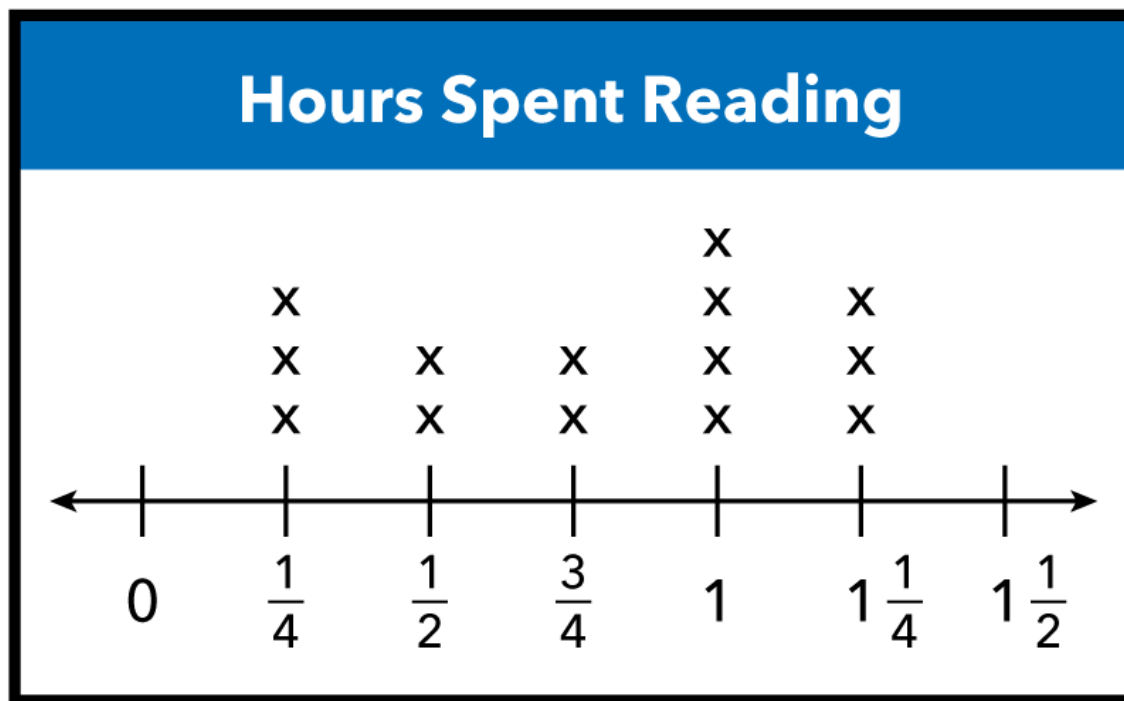 Hours Spent Reading
x
x x x
x x x x x
x x x x x
0 1/4 1/2 3/4 1 1 1/4 1 1/2